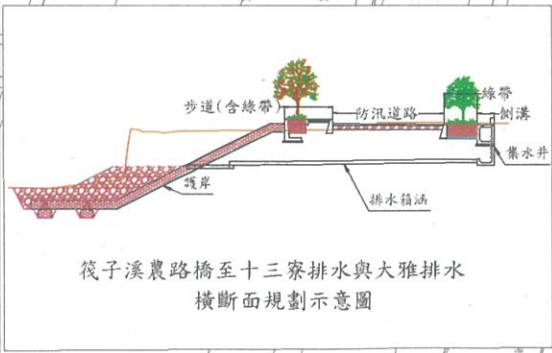 步道(含綠帶)
防汛道路
綠帶
側溝
集水井
護岸
排水箱涵
筏子溪農路橋至十三寮排水與大雅排水
橫斷面規劃示意圖